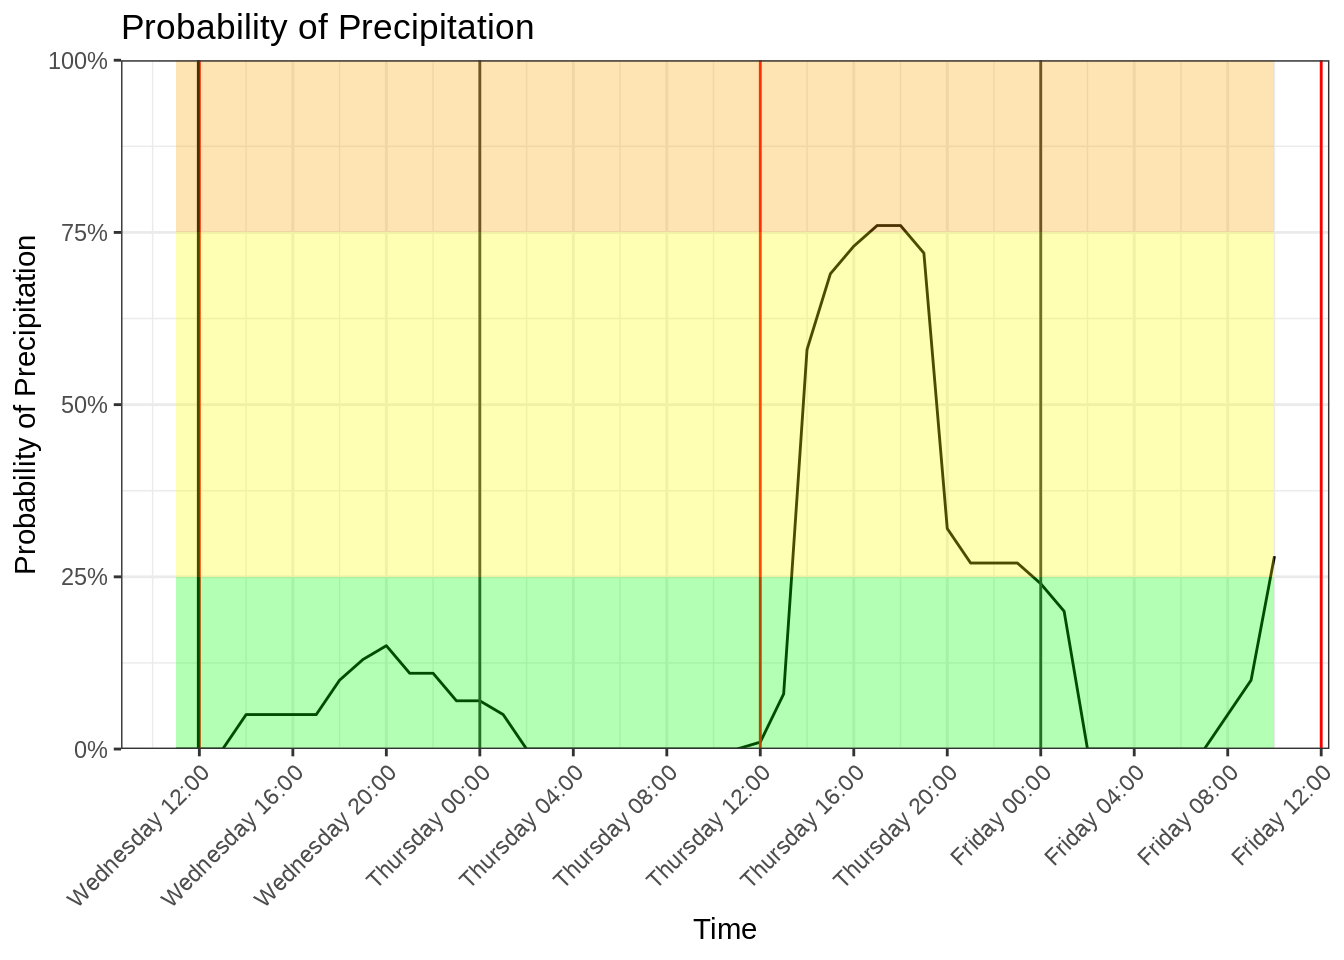 Probability of Precipitation
Probability of Precipitation
100%
75%
50%
25%
0%
Wednesday 12:00
Wednesday 16:00
Wednesday 20:00
Thursday 00:00
Thursday 04:00
Thursday 08:00
Thursday 12:00
Thursday 16:00
Thursday 20:00
Friday 00:00
Friday 04:00
Friday 08:00
Friday 12:00
Time